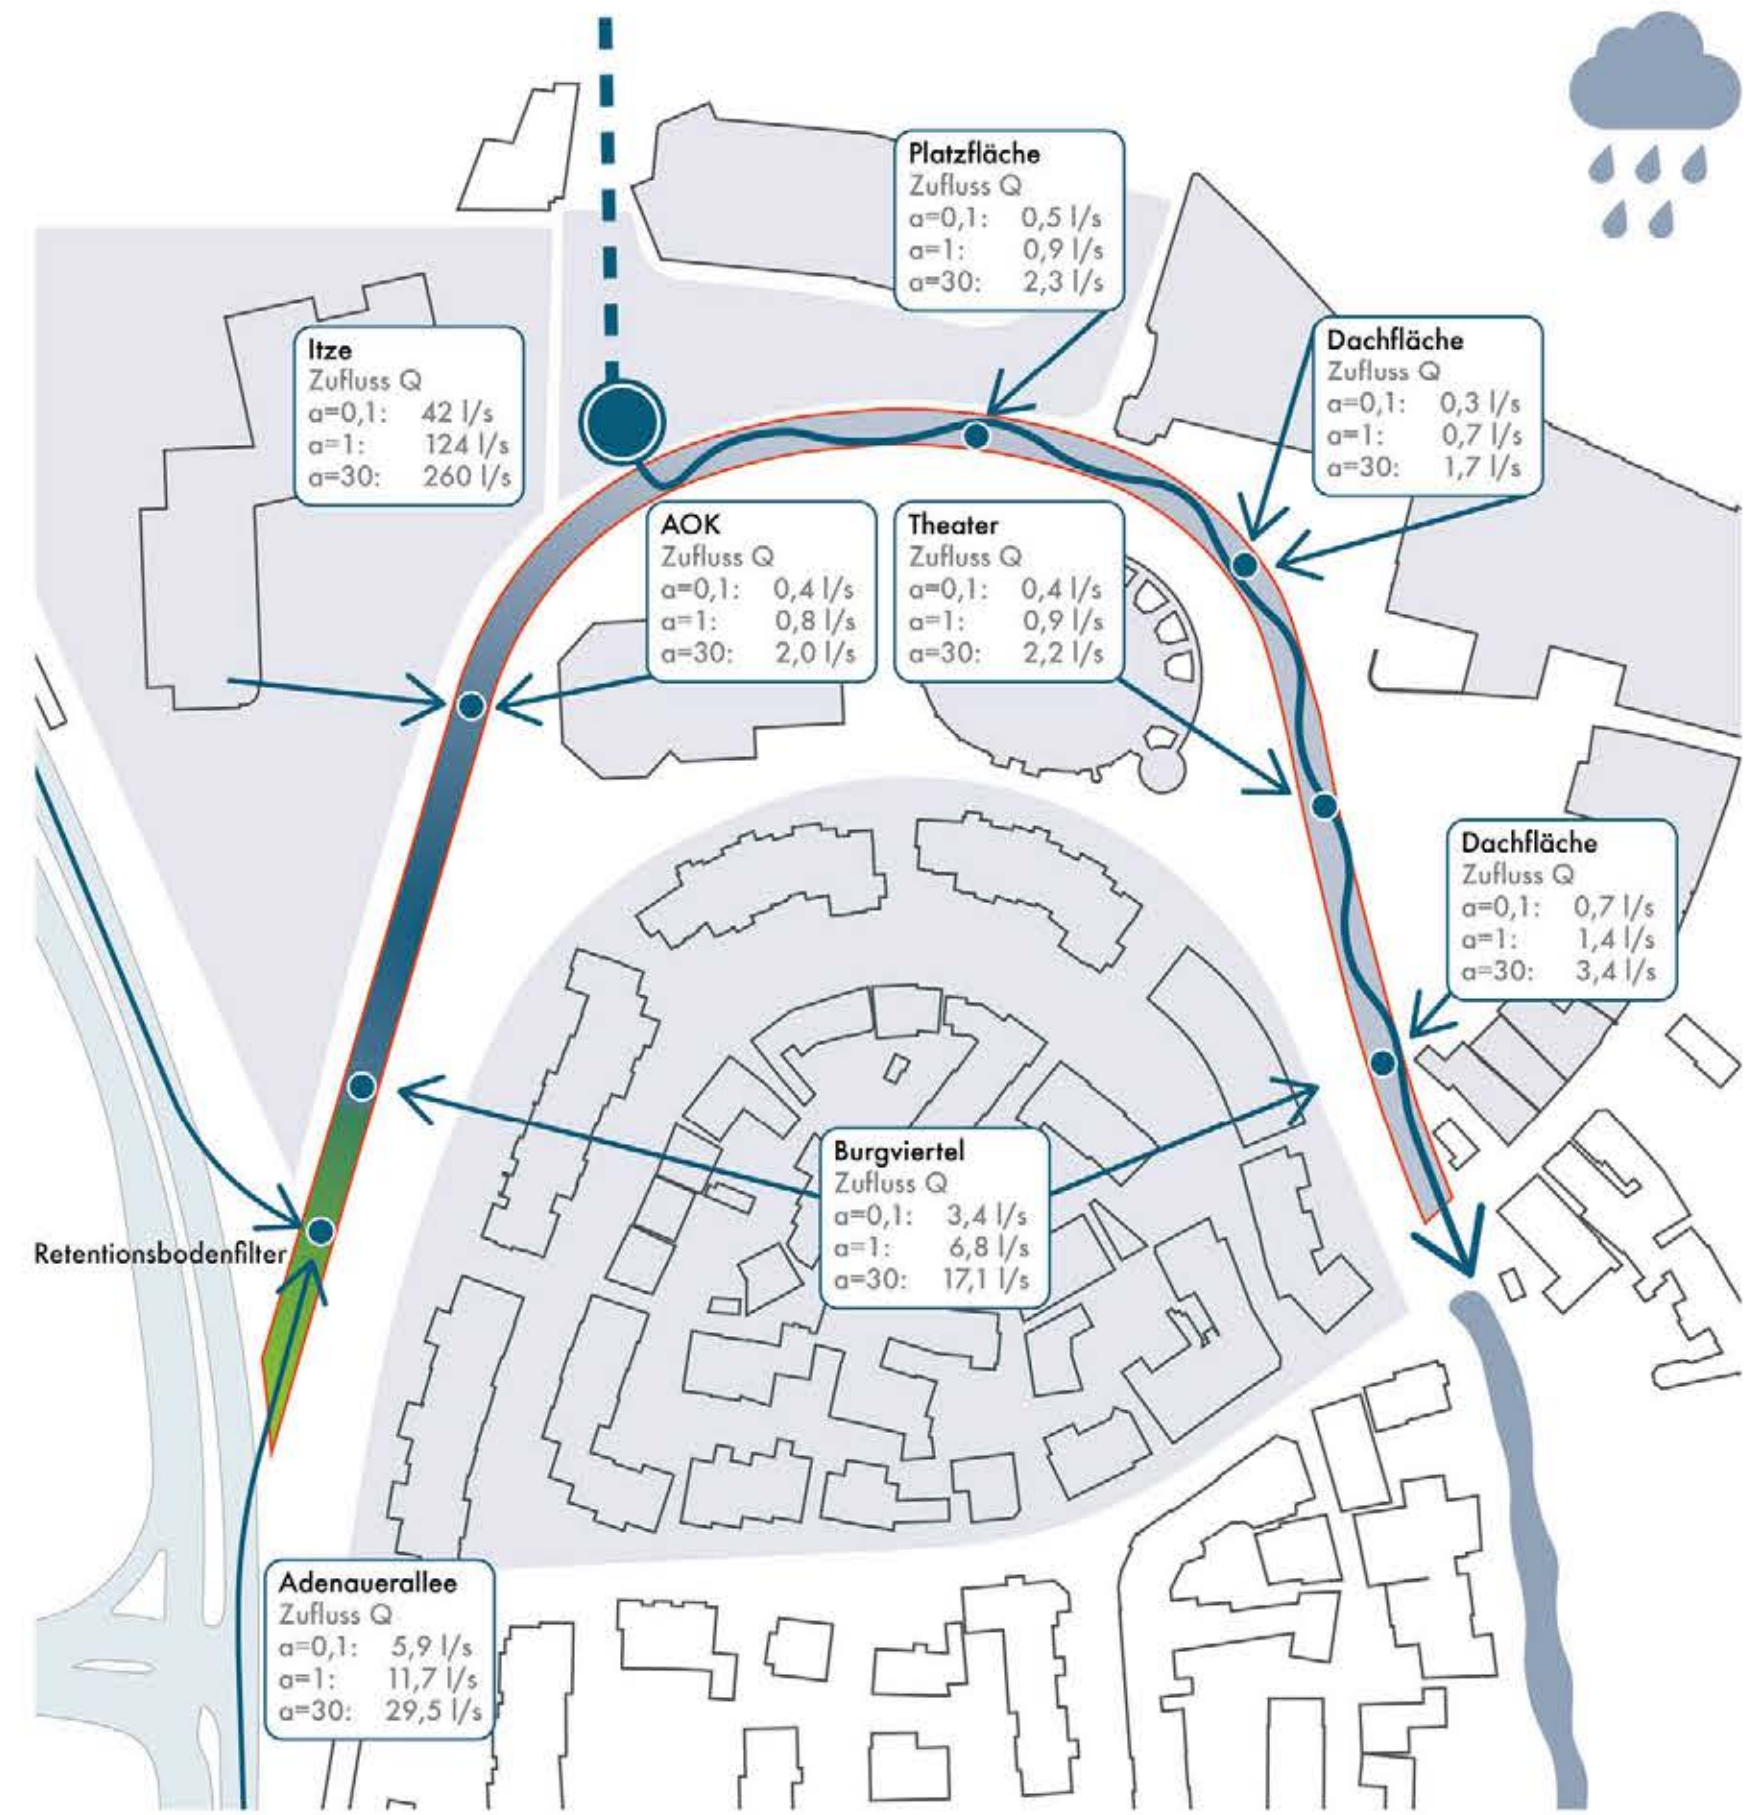 Platzfläche
Zufluss Q
a=0,1: 0,5 l/s
a=1: 0,9 l/s
a=30: 2,3 l/s
Itze
Zufluss Q
a=0,1: 42 l/s
a=1: 124 l/s
a=30: 260 l/s
Dachfläche
Zufluss Q
a=0,1: 0,3 l/s
a=1: 0,7 l/s
a=30: 1,7 l/s
AOK
Zufluss Q
a=0,1: 0,4 l/s
a=1: 0,8 l/s
a=30: 2,0 l/s
Theater
Zufluss Q
a=0,1: 0,4 l/s
a=1: 0,9 l/s
a=30: 2,2 l/s
Dachfläche
Zufluss Q
a=0,1: 0,7 l/s
a=1: 1,4 l/s
a=30: 3,4 l/s
Burgviertel
Zufluss Q
a=0,1: 3,4 l/s
a=1: 6,8 l/s
a=30: 17,1 l/s
Retentionsbodenfilter
Adenauerallee
Zufluss Q
a=0,1: 5,9 l/s
a=1: 11,7 l/s
a=30: 29,5 l/s